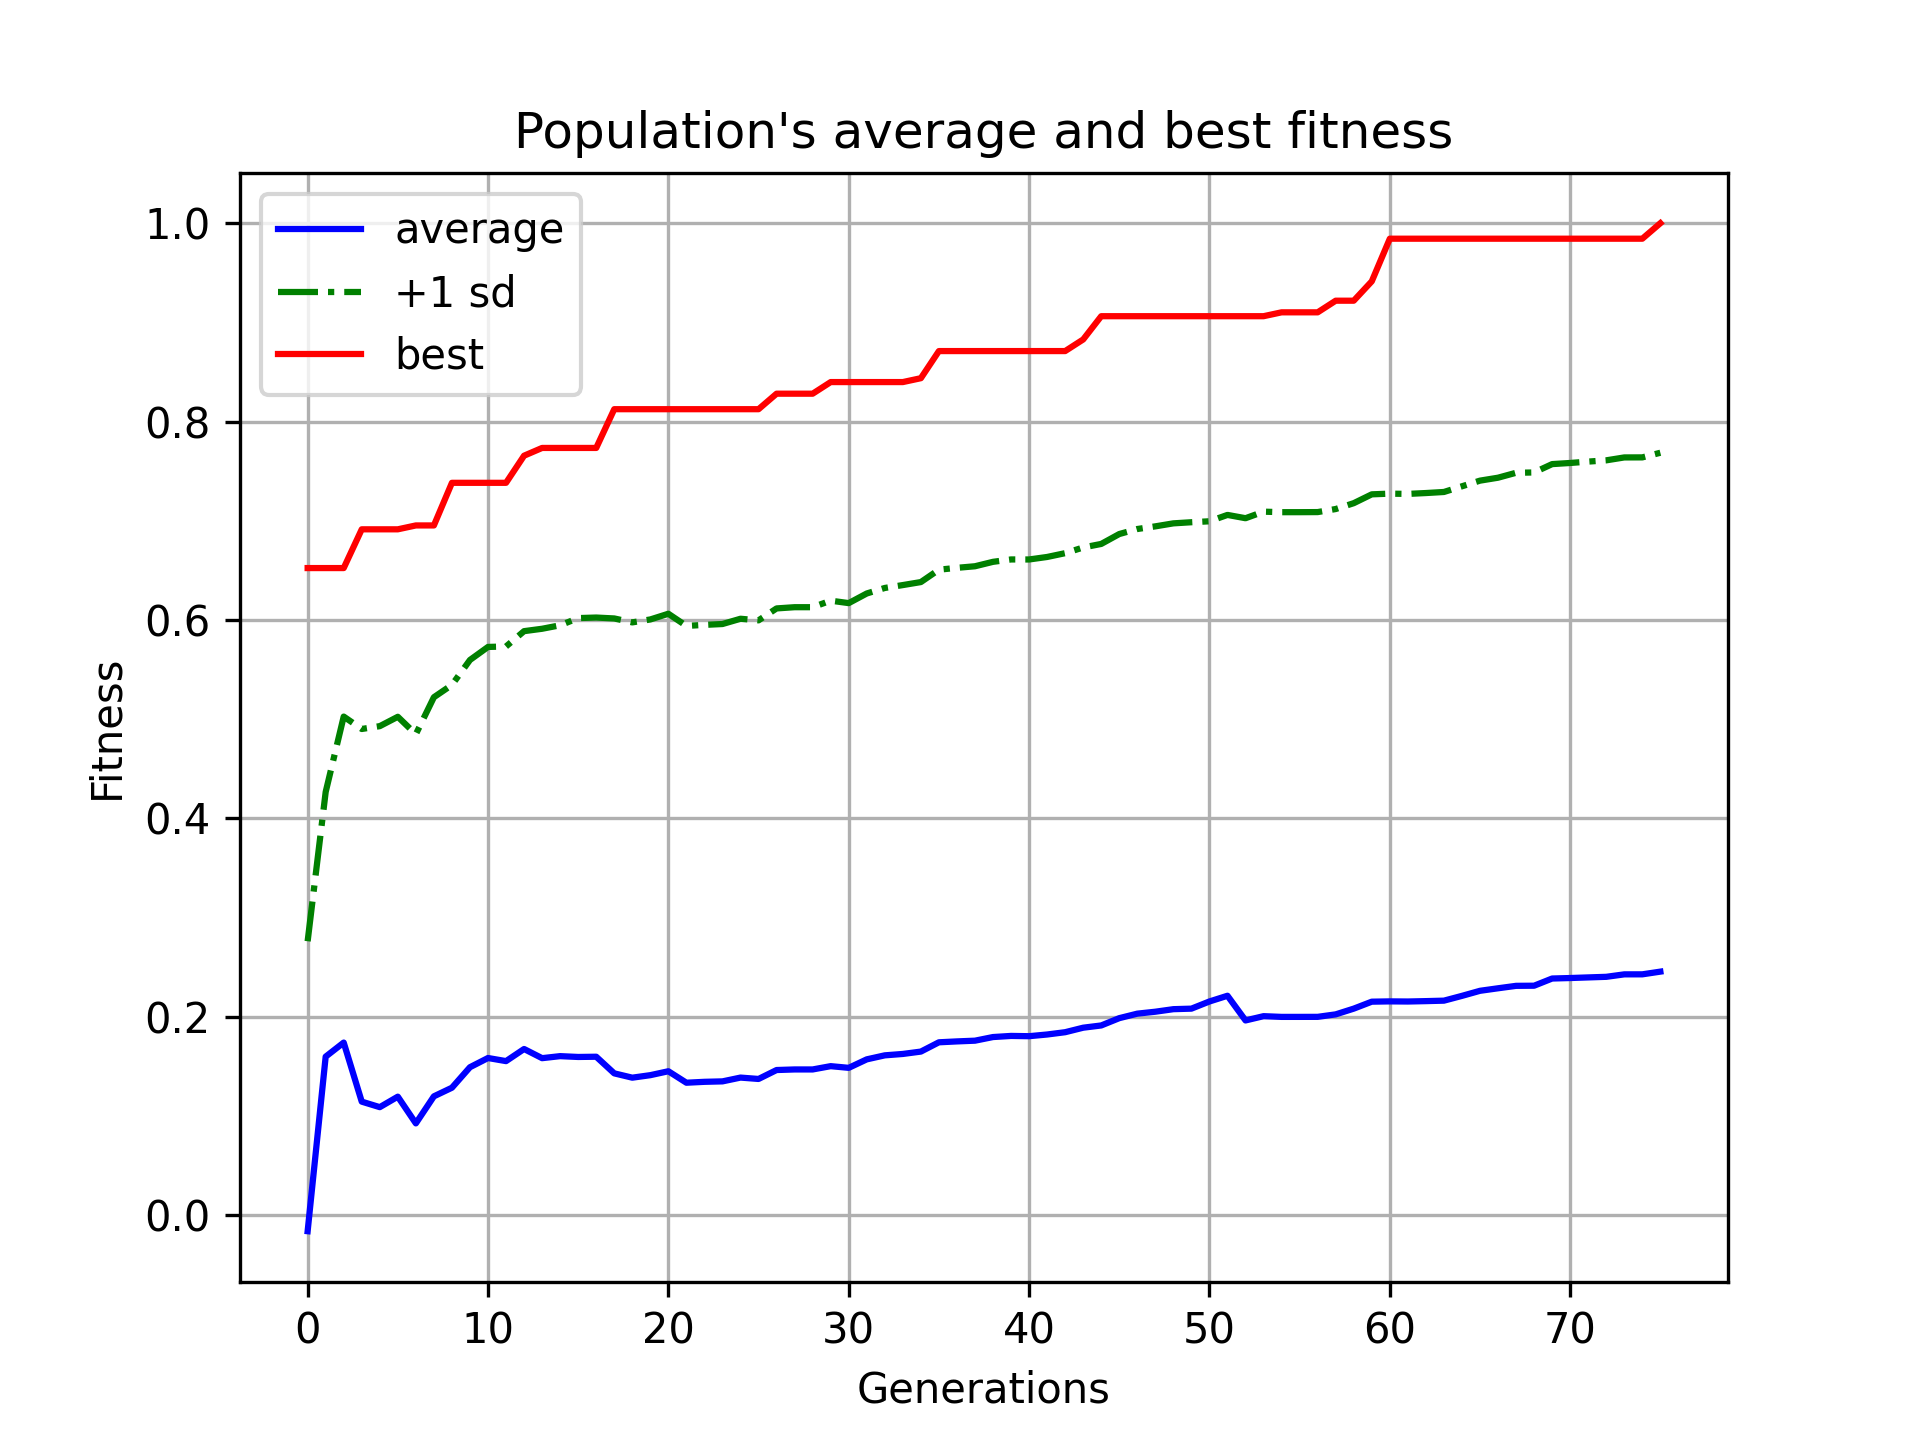 Population's average and best fitness
average
+1 sd
best
1.0
0.8
0.6
0.4
0.2
0.0
Fitness
0 10 20 30 40 50 60 70
Generations